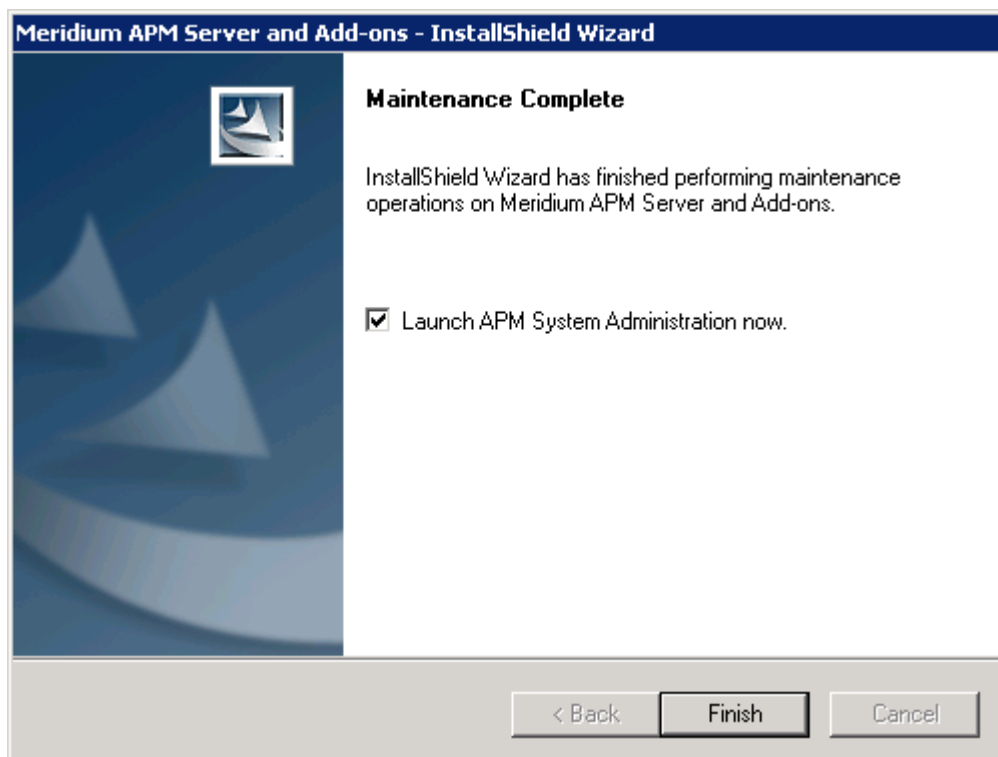 Meridium APM Server and Add-ons - InstallShield Wizard
Maintenance Complete
InstallShield Wizard has finished performing maintenance
operations on Meridium APM Server and Add-ons.
Launch APM System Administration now.
< Back Finish Cancel